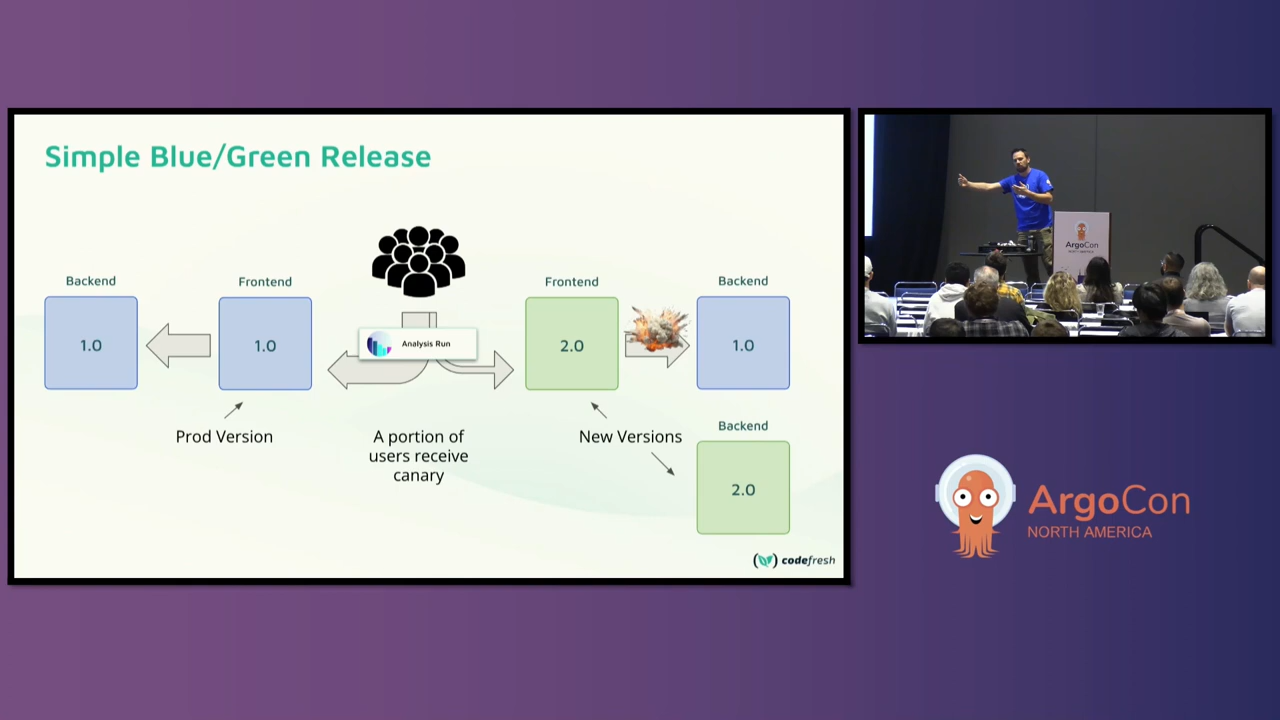 Simple Blue/Green Release
Backend
1.0
Frontend
1.0
Analysis Run
Frontend
2.0
Backend
1.0
Prod Version
A portion of
users receive
canary
New Versions
Backend
2.0
codefresh
ArgoCon
ArgoCon
NORTH AMERICA